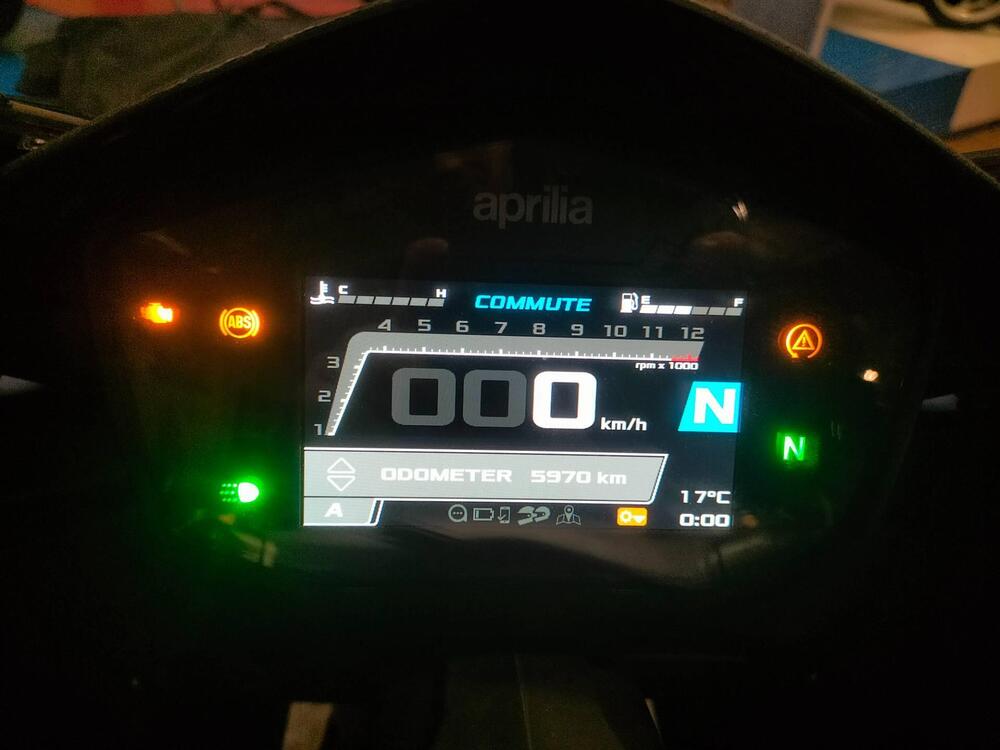 aprilia
C H COMMUTE E F
4 5 6 7 8 9 10 11 12
3
rpm x 1000
ABS
2
000 km/h N
1
N
ODOMETER 5970 km
A
17°C
0:00